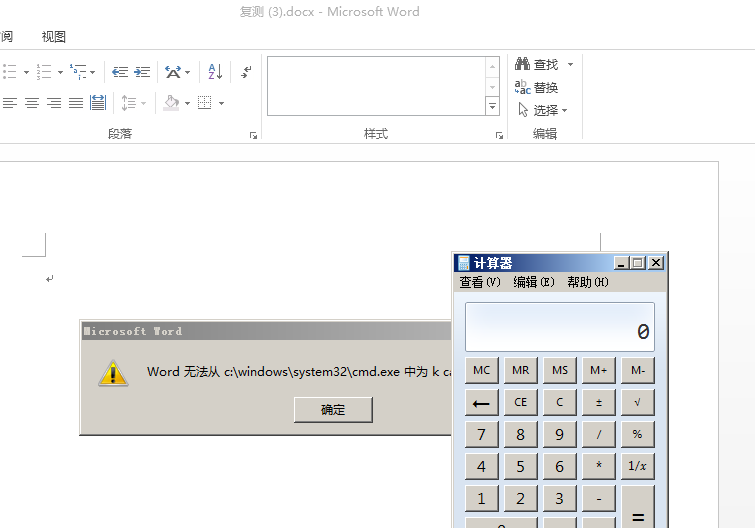 复测 (3).docx - Microsoft Word
视图
查找
替换
选择
段落
样式
编辑
计算器
查看(V) 编辑(E) 帮助(H)
0
Microsoft Word
Word 无法从 c:\windows\system32\cmd.exe 中为 k
确定
MC MR MS M+ M-
← CE C ± √
7 8 9 / %
4 5 6 * 1/x
1 2 3 - =